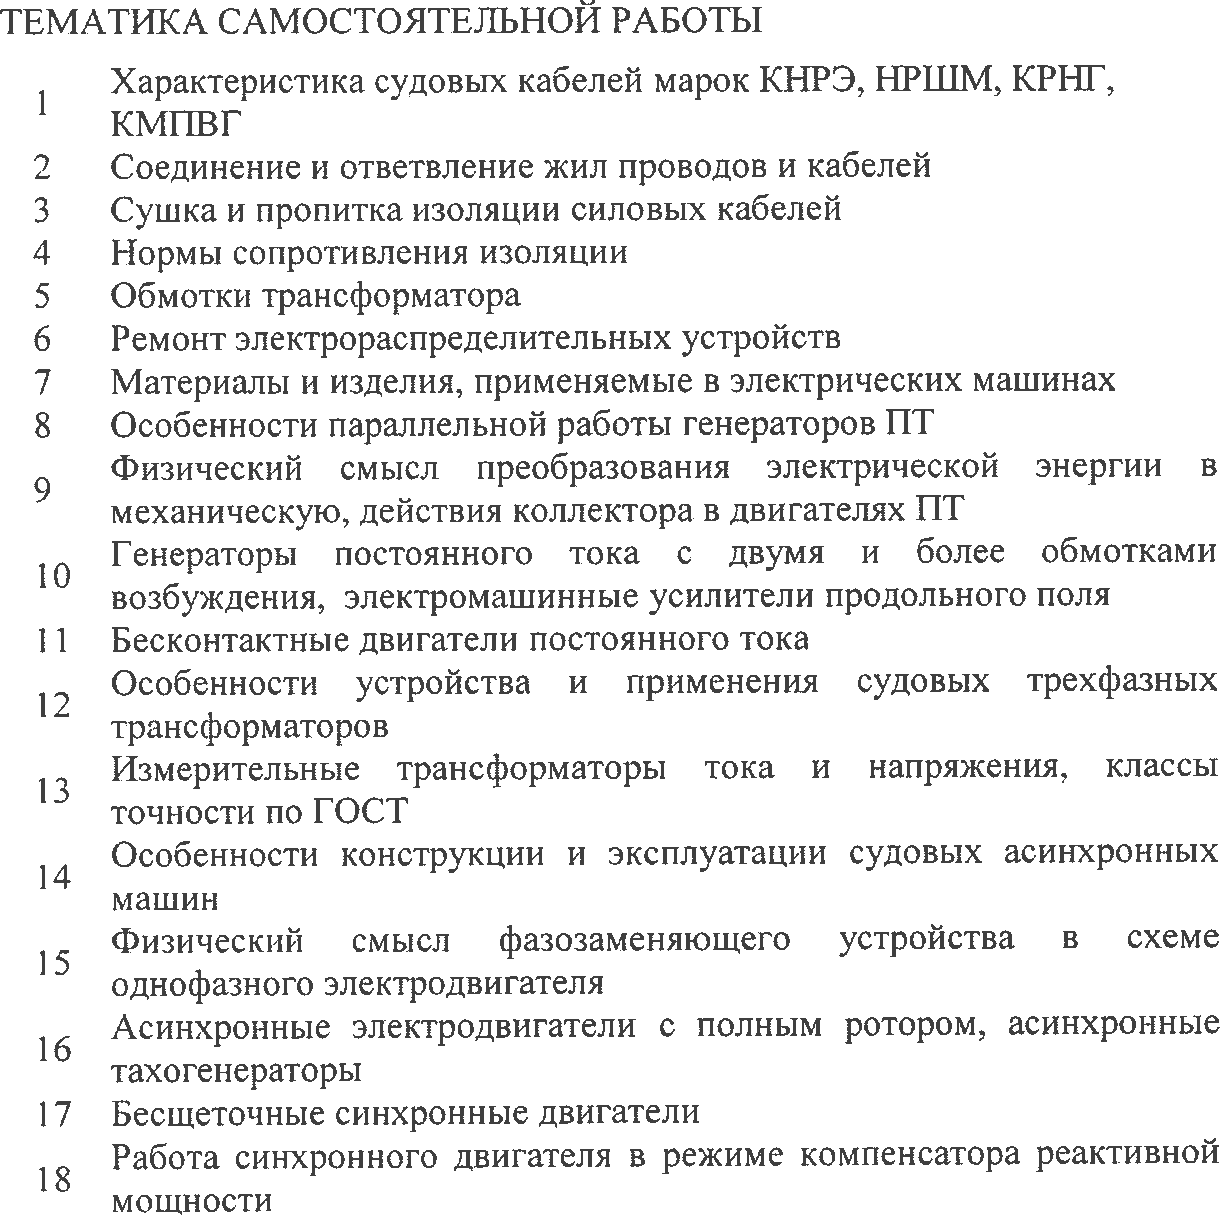 ТЕМАТИКА САМОСТОЯТЕЛЬНОЙ РАБОТЫ
1 Характеристика судовых кабелей марок КНРЭ, НРШМ, КРНГ,
КМПВГ
2 Соединение и ответвление жил проводов и кабелей
3 Сушка и пропитка изоляции силовых кабелей
4 Нормы сопротивления изоляции
5 Обмотки трансформатора
6 Ремонт электрораспределительных устройств
7 Материалы и изделия, применяемые в электрических машинах
8 Особенности параллельной работы генераторов ПТ
9 Физический смысл преобразования электрической энергии в
механическую, действия коллектора в двигателях ПТ
10 Генераторы постоянного тока с двумя и более обмотками
возбуждения, электромашинные усилители продольного поля
11 Бесконтактные двигатели постоянного тока
12 Особенности устройства и применения судовых трехфазных
трансформаторов
13 Измерительные трансформаторы тока и напряжения, классы
точности по ГОСТ
14 Особенности конструкции и эксплуатации судовых асинхронных
машин
15 Физический смысл фазозаменяющего устройства в схеме
однофазного электродвигателя
16 Асинхронные электродвигатели с полным ротором, асинхронные
тахогенераторы
17 Бесщеточные синхронные двигатели
18 Работа синхронного двигателя в режиме компенсатора реактивной
мощности